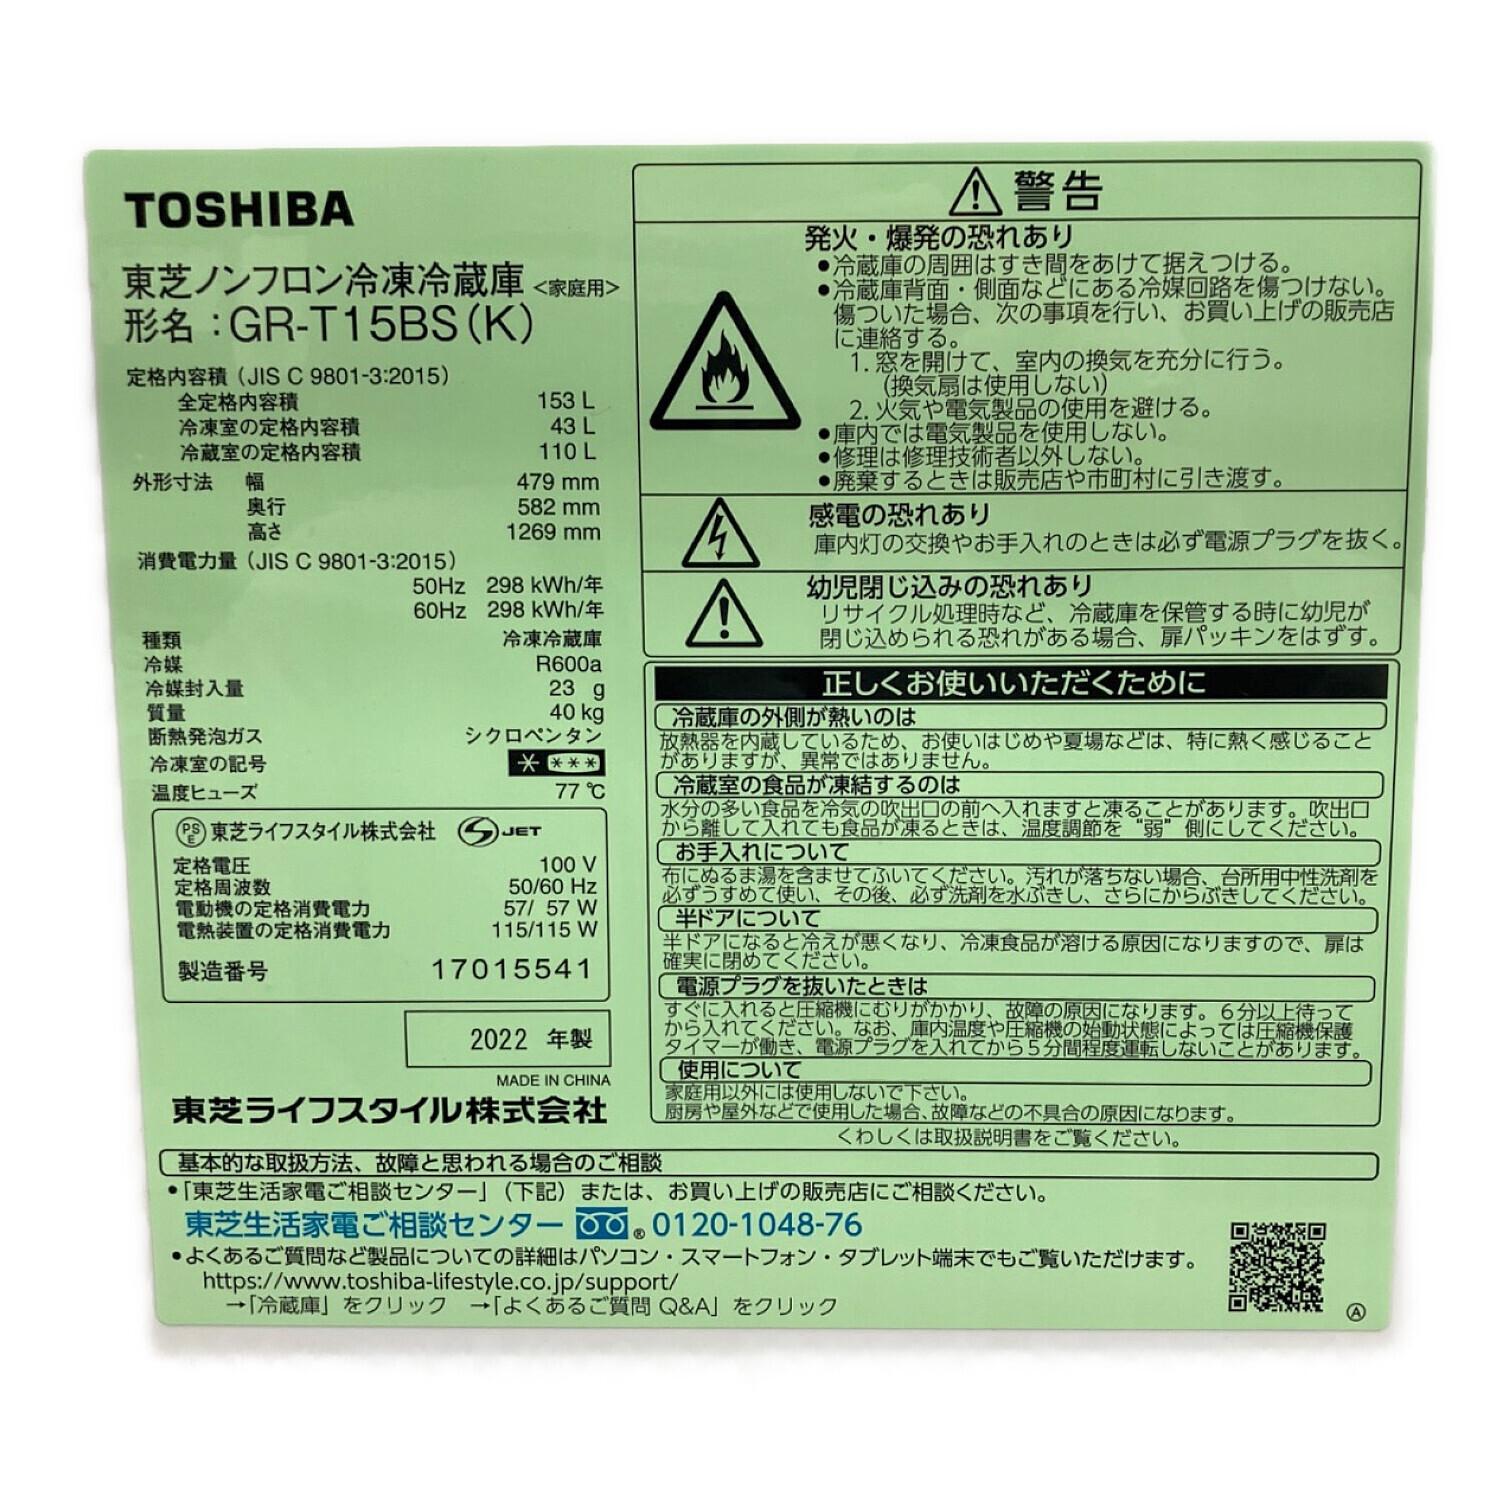 TOSHIBA
東芝ノンフロン冷凍冷蔵庫<家庭用>
形名:GR-T15BS(K)
定格内容積(JIS C 9801-3:2015)
全定格内容積 153 L
冷凍室の定格内容積 43 L
冷蔵室の定格内容積 110 L
外形寸法 幅 479 mm
奥行 582 mm
高さ 1269 mm
消費電力量(JIS C 9801-3:2015)
50Hz 298 kWh/年
60Hz 298 kWh/年
種類 冷凍冷蔵庫
冷媒 R600a
冷媒封入量 23 g
質量 40 kg
断熱発泡ガス シクロペンタン
冷凍室の記号 * ***
温度ヒューズ 77 ℃
PSE 東芝ライフスタイル株式会社 JET
定格電圧 100 V
定格周波数 50/60 Hz
電動機の定格消費電力 57/ 57 W
電熱装置の定格消費電力 115/115 W
製造番号 17015541
2022 年製
MADE IN CHINA
東芝ライフスタイル株式会社
警告
発火・爆発の恐れあり
●冷蔵庫の周囲はすき間をあけて据えつける。
●冷蔵庫背面・側面などにある冷媒回路を傷つけない。
傷ついた場合、次の事項を行い、お買い上げの販売店
に連絡する。
1. 窓を開けて、室内の換気を充分に行う。
(換気扇は使用しない)
2. 火気や電気製品の使用を避ける。
●庫内では電気製品を使用しない。
●修理は修理技術者以外しない。
●廃棄するときは販売店や市町村に引き渡す。
感電の恐れあり
庫内灯の交換やお手入れのときは必ず電源プラグを抜く。
幼児閉じ込みの恐れあり
リサイクル処理時など、冷蔵庫を保管する時に幼児が
閉じ込められる恐れがある場合、扉パッキンをはずす。
正しくお使いいただくために
冷蔵庫の外側が熱いのは
放熱器を内蔵しているため、お使いはじめや夏場などは、特に熱く感じること
がありますが、異常ではありません。
冷蔵室の食品が凍結するのは
水分の多い食品を冷気の吹出口の前へ入れますと凍ることがあります。吹出口
から離して入れても食品が凍るときは、温度調節を“弱”側にしてください。
お手入れについて
布にぬるま湯を含ませてふいてください。汚れが落ちない場合、台所用中性洗剤を
必ずうすめて使い、その後、必ず洗剤を水ぶきし、さらにからぶきしてください。
半ドアについて
半ドアになると冷えが悪くなり、冷凍食品が溶ける原因になりますので、扉は
確実に閉めてください。
電源プラグを抜いたときは
すぐに入れると圧縮機にむりがかかり、故障の原因になります。6分以上待って
から入れてください。なお、庫内温度や圧縮機の始動状態によっては圧縮機保護
タイマーが働き、電源プラグを入れてから5分間程度運転しないことがあります。
使用について
家庭用以外には使用しないで下さい。
厨房や屋外などで使用した場合、故障などの不具合の原因になります。
くわしくは取扱説明書をご覧ください。
基本的な取扱方法、故障と思われる場合のご相談
●「東芝生活家電ご相談センター」(下記)または、お買い上げの販売店にご相談ください。
東芝生活家電ご相談センター ® 0120-1048-76
●よくあるご質問など製品についての詳細はパソコン・スマートフォン・タブレット端末でもご覧いただけます。
https://www.toshiba-lifestyle.co.jp/support/
→「冷蔵庫」をクリック →「よくあるご質問 Q&A」をクリック
Ⓐ